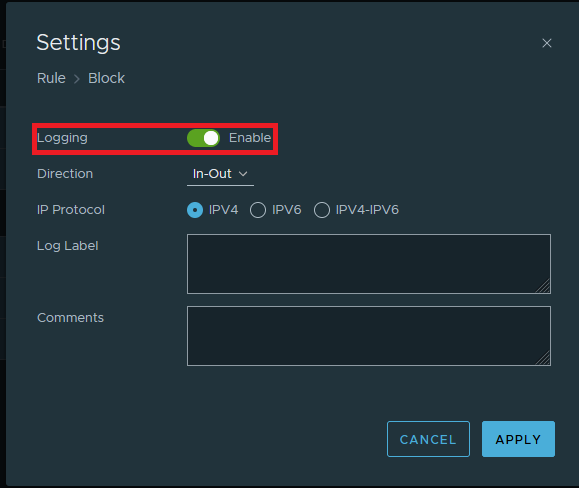 Settings
Rule > Block
Logging Enable
Direction In-Out
IP Protocol IPV4 IPV6 IPV4-IPV6
Log Label
Comments
CANCEL APPLY